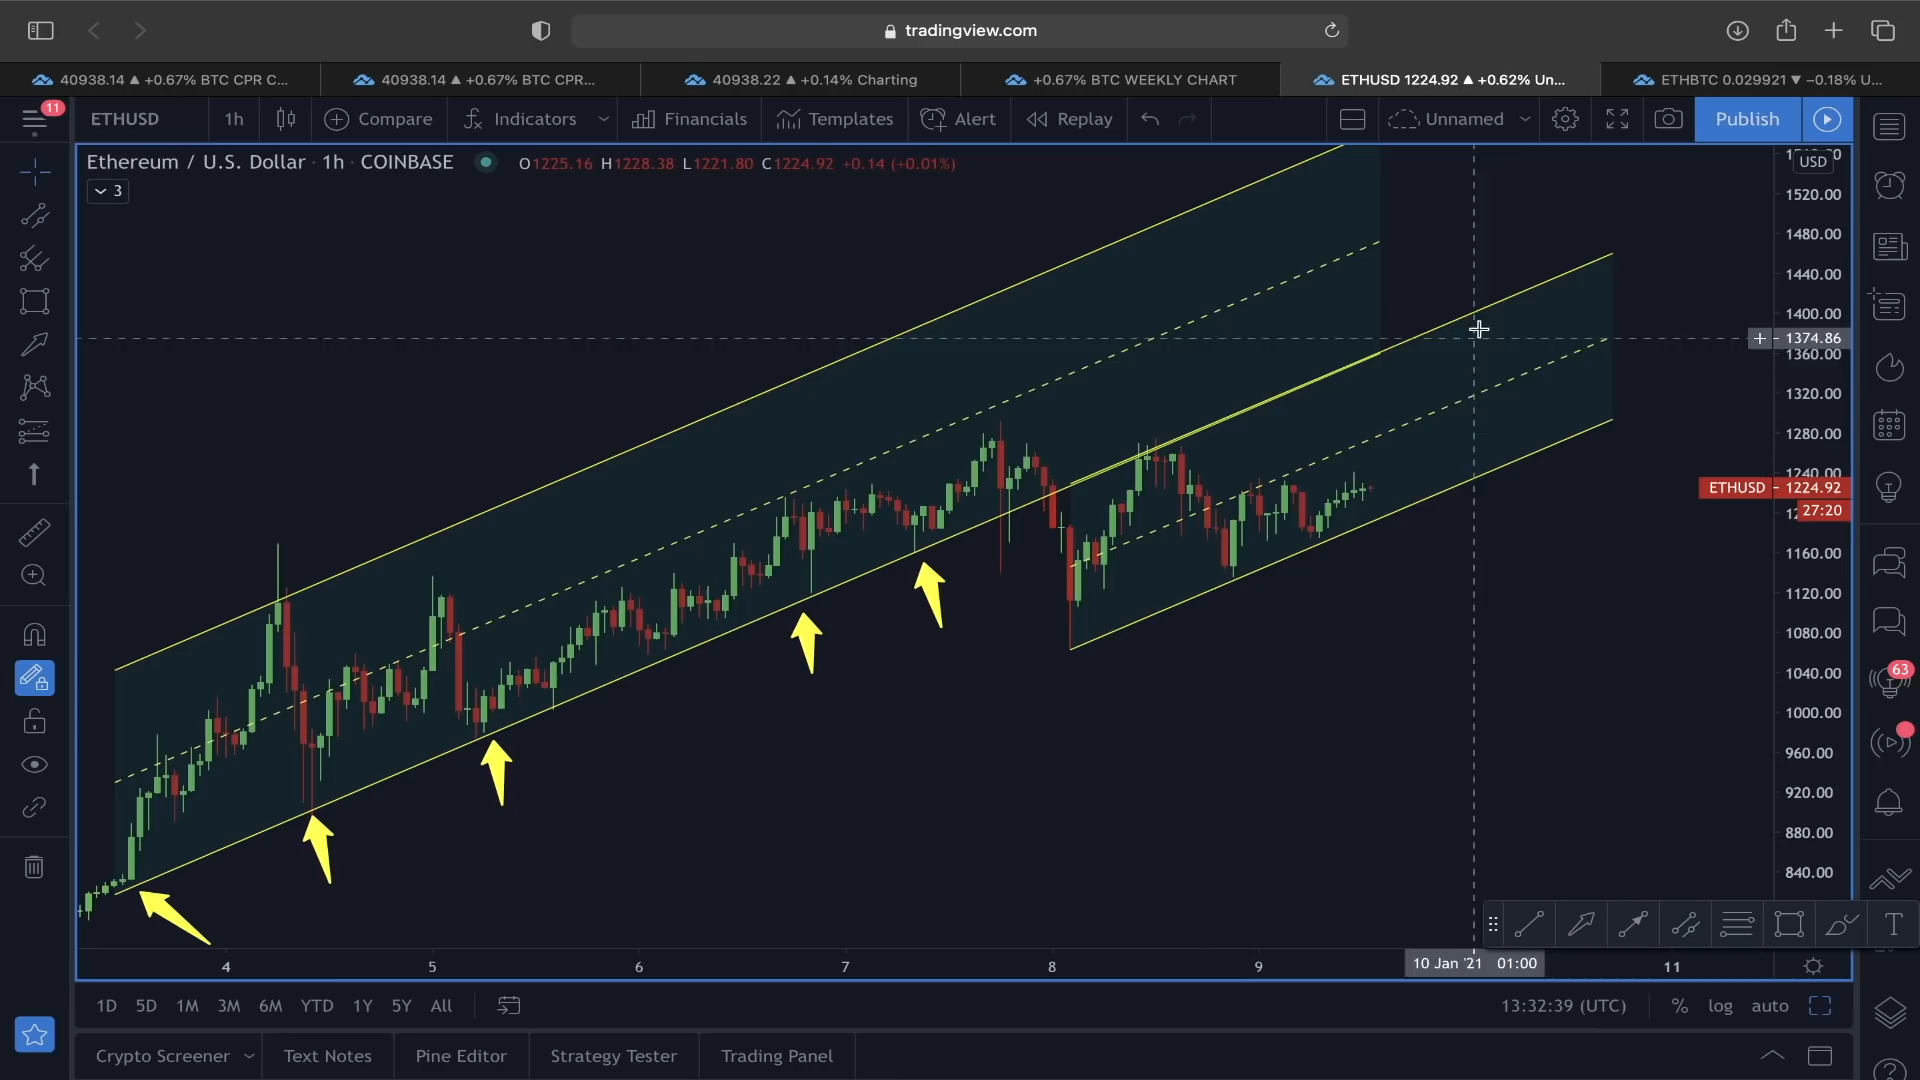 tradingview.com
40938.14 ▲ +0.67% BTC CPR C...
40938.14 ▲ +0.67% BTC CPR...
40938.22 ▲ +0.14% Charting
+0.67% BTC WEEKLY CHART
ETHUSD 1224.92 ▲ +0.62% Un...
ETHBTC 0.029921 ▼ −0.18% U...
11
ETHUSD
1h
Compare
Indicators
Financials
Templates
Alert
Replay
Unnamed
Publish
Ethereum / U.S. Dollar · 1h · COINBASE
O1225.16 H1228.38 L1221.80 C1224.92 +0.14 (+0.01%)
3
USD
1520.00
1480.00
1440.00
1400.00
1374.86
1360.00
1320.00
1280.00
1240.00
ETHUSD 1224.92
27:20
1160.00
1120.00
1080.00
1040.00
1000.00
960.00
920.00
880.00
840.00
63
4
5
6
7
8
9
10 Jan '21 01:00
11
T
1D 5D 1M 3M 6M YTD 1Y 5Y All
13:32:39 (UTC)
% log auto
Crypto Screener
Text Notes
Pine Editor
Strategy Tester
Trading Panel